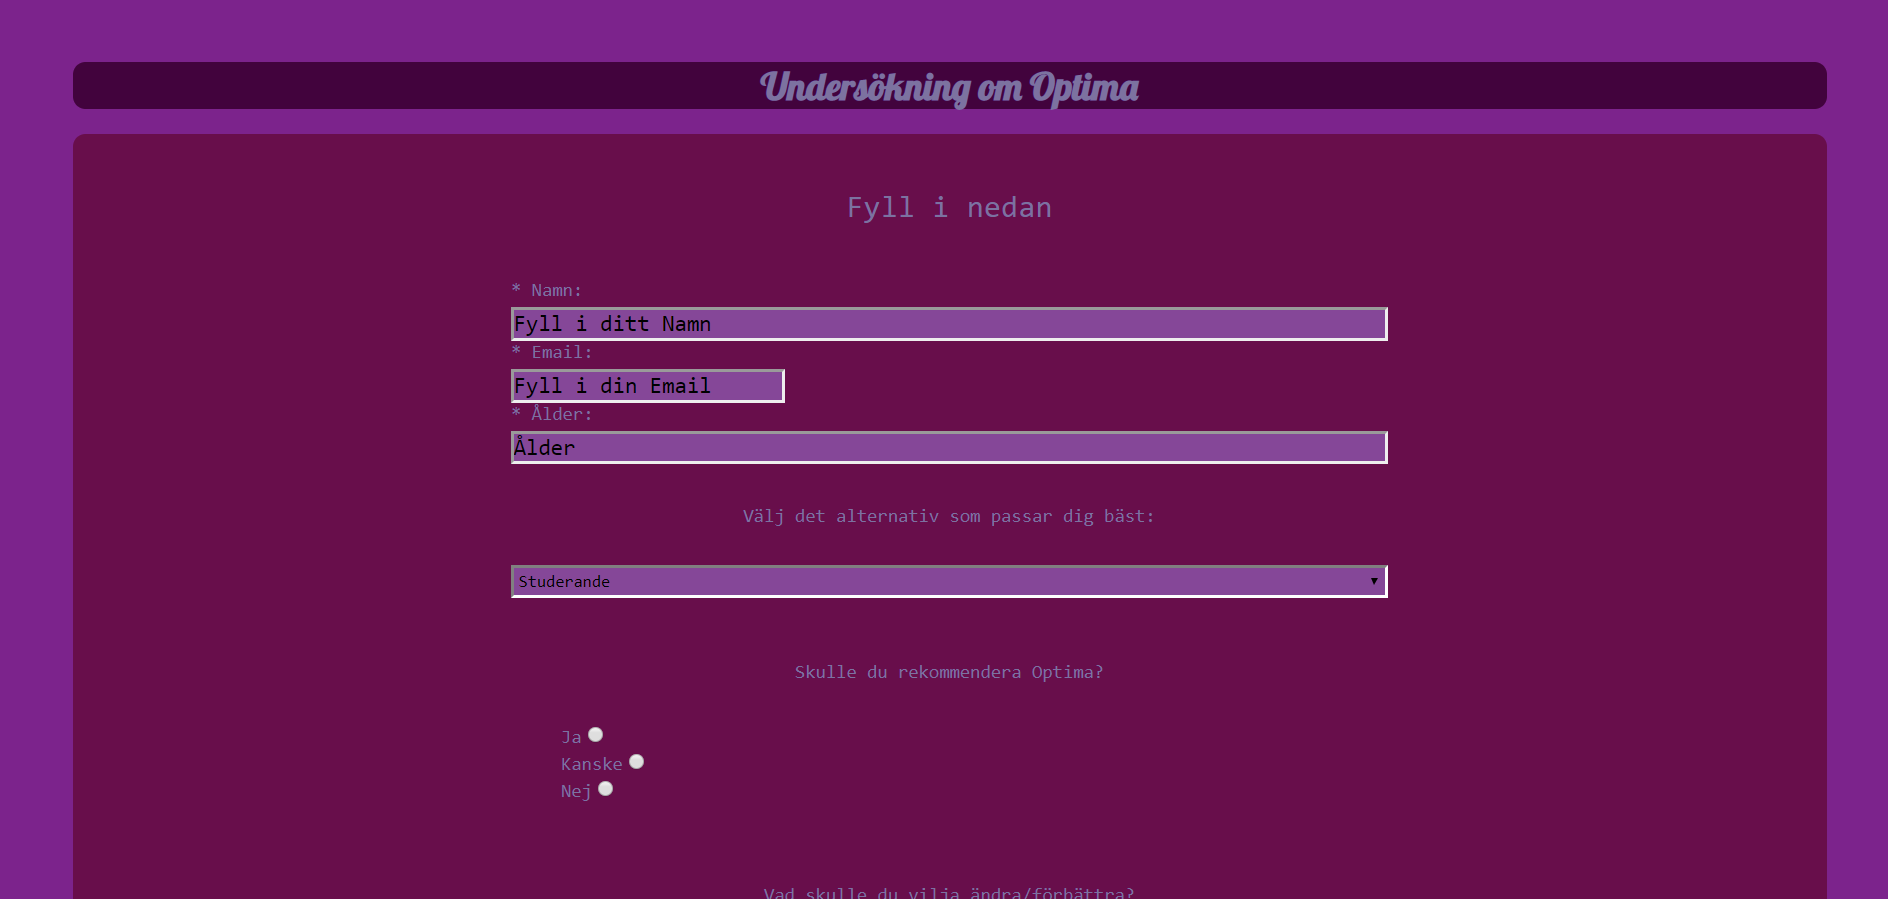 Undersökning om Optima
Fyll i nedan
* Namn:
Fyll i ditt Namn
* Email:
Fyll i din Email
* Ålder:
Ålder
Välj det alternativ som passar dig bäst:
Studerande
Skulle du rekommendera Optima?
Ja
Kanske
Nej
Vad skulle du vilja ändra/förbättra?